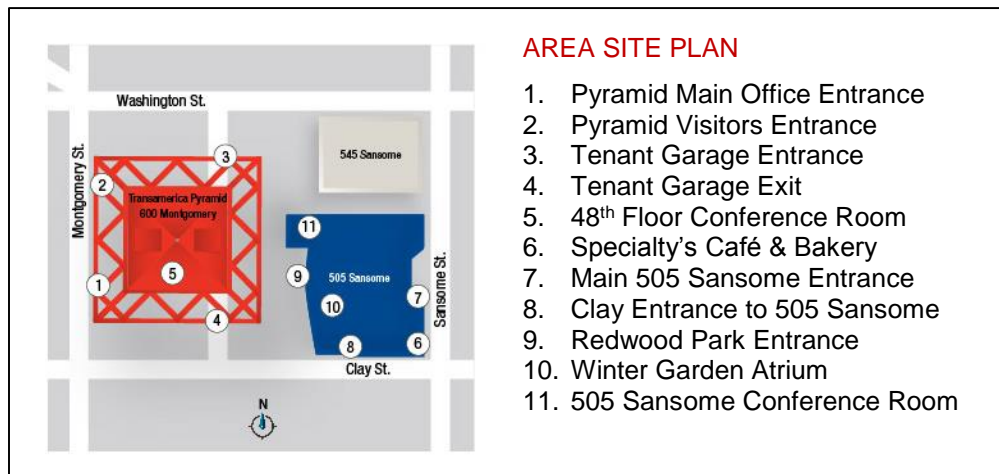 AREA SITE PLAN
1. Pyramid Main Office Entrance
2. Pyramid Visitors Entrance
3. Tenant Garage Entrance
4. Tenant Garage Exit
5. 48th Floor Conference Room
6. Specialty's Café & Bakery
7. Main 505 Sansome Entrance
8. Clay Entrance to 505 Sansome
9. Redwood Park Entrance
10. Winter Garden Atrium
11. 505 Sansome Conference Room
Washington St.
Montgomery St.
545 Sansome
3
2
Transamerica Pyramid
600 Montgomery
11
5
9
505 Sansome
1
10
7
Sansome St.
4
8
6
Clay St.
N